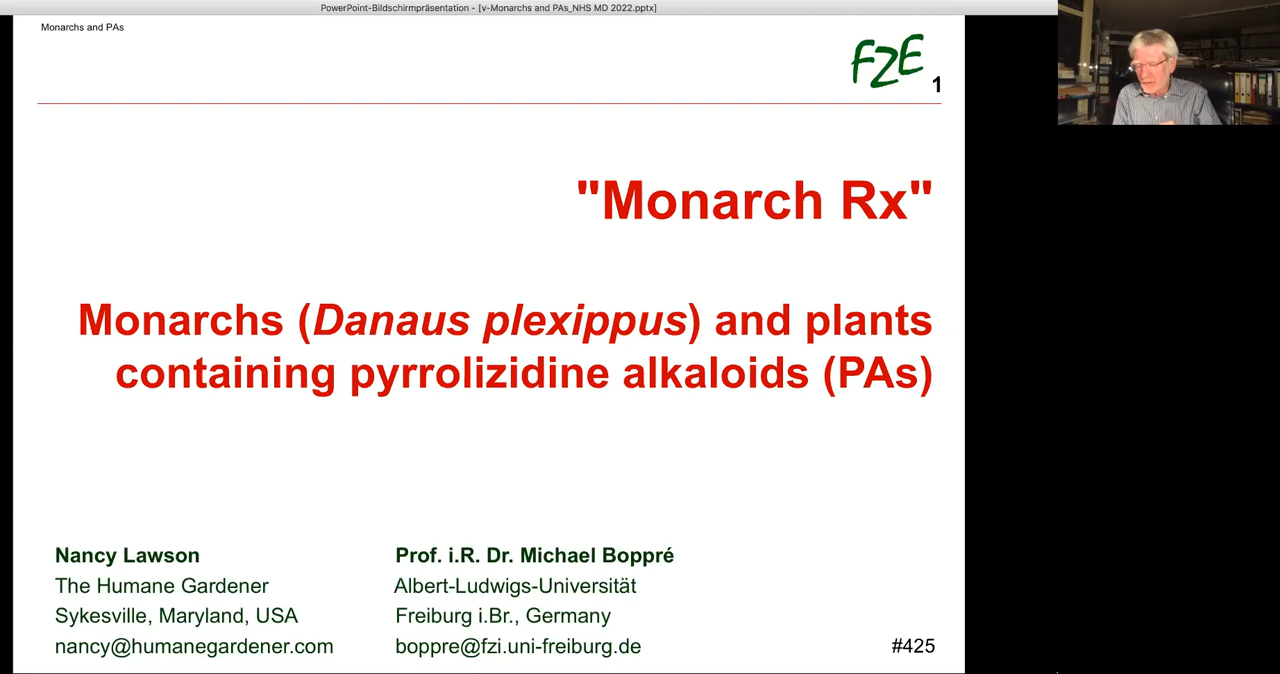 PowerPoint-Bildschirmpräsentation - [v-Monarchs and PAs_NHS MD 2022.pptx]
Monarchs and PAs
FZE
1
"Monarch Rx"
Monarchs (Danaus plexippus) and plants
containing pyrrolizidine alkaloids (PAs)
Nancy Lawson
The Humane Gardener
Sykesville, Maryland, USA
nancy@humanegardener.com
Prof. i.R. Dr. Michael Boppré
Albert-Ludwigs-Universität
Freiburg i.Br., Germany
boppre@fzi.uni-freiburg.de
#425